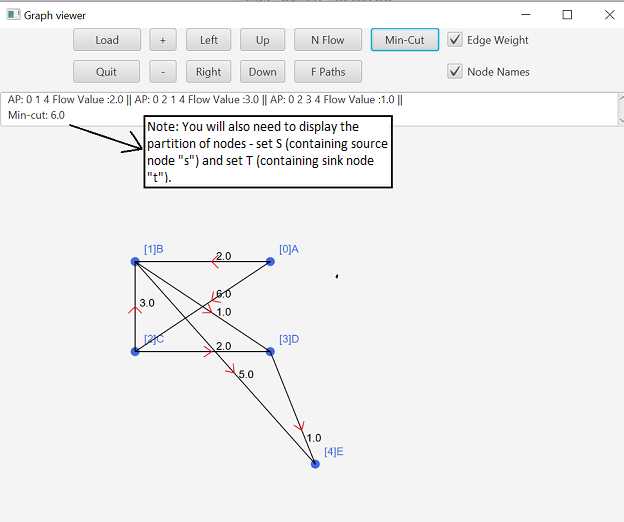 Graph viewer
Load + Left Up N Flow Min-Cut Edge Weight
Quit - Right Down F Paths Node Names
AP: 0 1 4 Flow Value :2.0 || AP: 0 2 1 4 Flow Value :3.0 || AP: 0 2 3 4 Flow Value :1.0 ||
Min-cut: 6.0
Note: You will also need to display the
partition of nodes - set S (containing source
node "s") and set T (containing sink node
"t").
[1]B [0]A
2.0
6.0
3.0
1.0
[2]C [3]D
2.0
5.0
1.0
[4]E